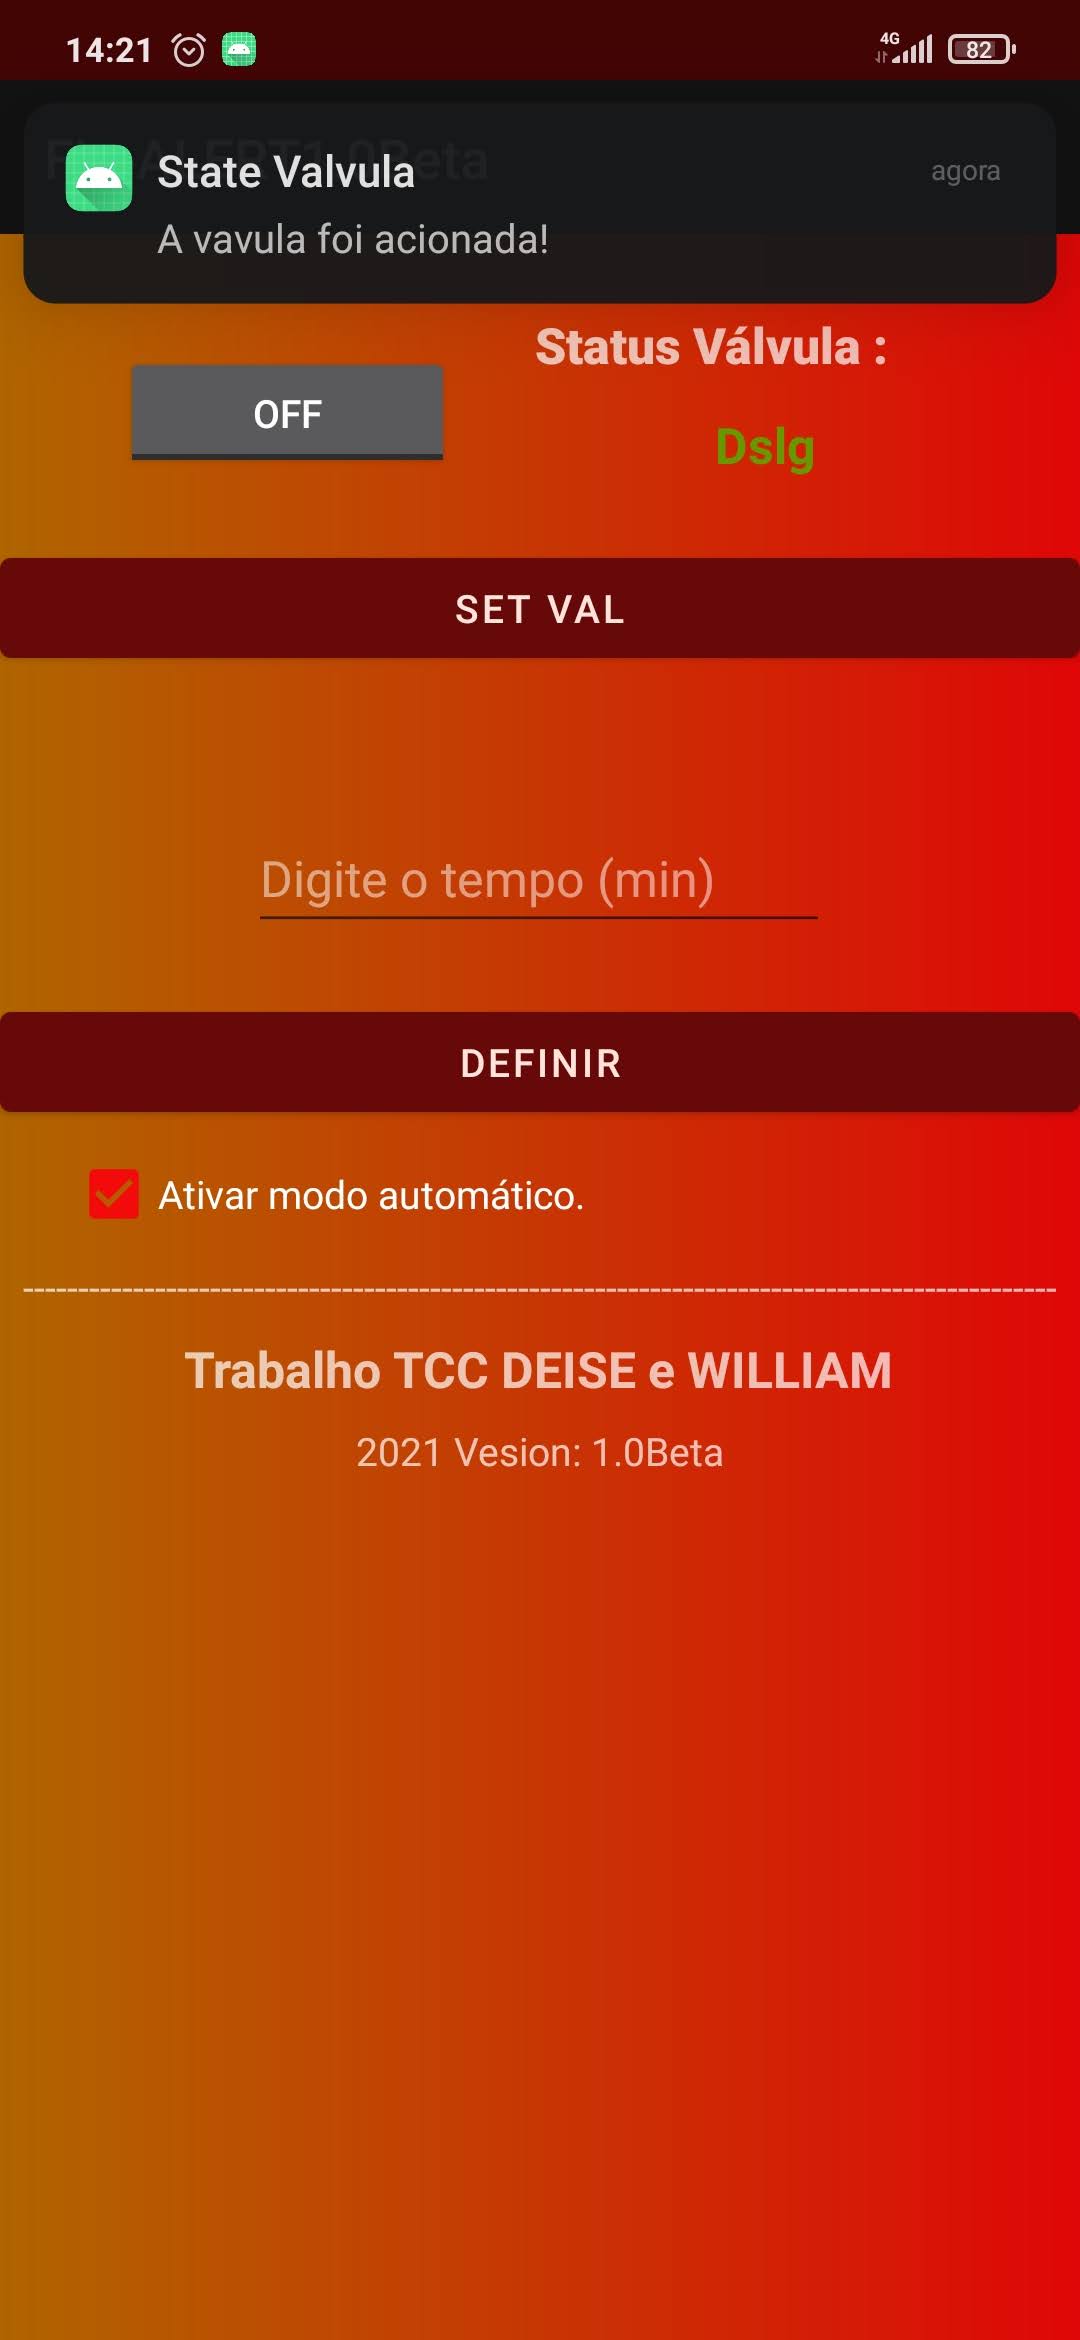 14:21
4G
82
State Valvula
agora
A vavula foi acionada!
Status Válvula :
OFF
Dslg
SET VAL
Digite o tempo (min)
DEFINIR
Ativar modo automático.
Trabalho TCC DEISE e WILLIAM
2021 Vesion: 1.0Beta